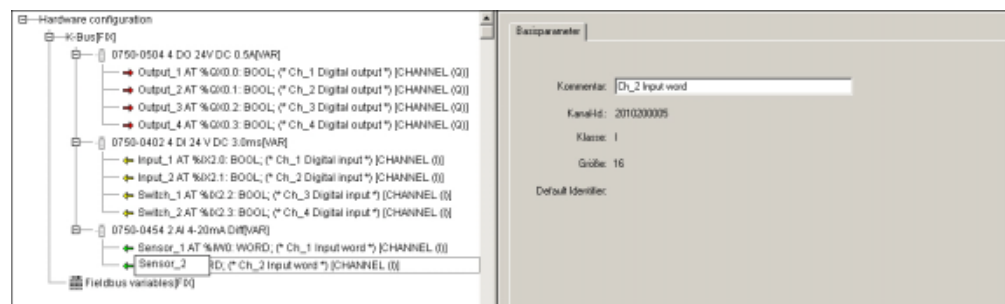 Hardware configuration
K-Bus[FIX]
0750-0504 4 DO 24V DC 0.5A[VAR]
Output_1 AT %QX0.0: BOOL; (* Ch_1 Digital output *) [CHANNEL (Q)]
Output_2 AT %QX0.1: BOOL; (* Ch_2 Digital output *) [CHANNEL (Q)]
Output_3 AT %QX0.2: BOOL; (* Ch_3 Digital output *) [CHANNEL (Q)]
Output_4 AT %QX0.3: BOOL; (* Ch_4 Digital output *) [CHANNEL (Q)]
0750-0402 4 DI 24 V DC 3.0ms[VAR]
Input_1 AT %IX2.0: BOOL; (* Ch_1 Digital input *) [CHANNEL (I)]
Input_2 AT %IX2.1: BOOL; (* Ch_2 Digital input *) [CHANNEL (I)]
Switch_1 AT %IX2.2: BOOL; (* Ch_3 Digital input *) [CHANNEL (I)]
Switch_2 AT %IX2.3: BOOL; (* Ch_4 Digital input *) [CHANNEL (I)]
0750-0454 2 AI 4-20mA Diff[VAR]
Sensor_1 AT %IW0: WORD; (* Ch_1 Input word *) [CHANNEL (I)]
Sensor_2 RD; (* Ch_2 Input word *) [CHANNEL (I)]
Fieldbus variables[FIX]
Basisparameter
Kommentar: Ch_2 Input word
Kanal-Id.: 2010200005
Klasse: I
Größe: 16
Default Identifier: